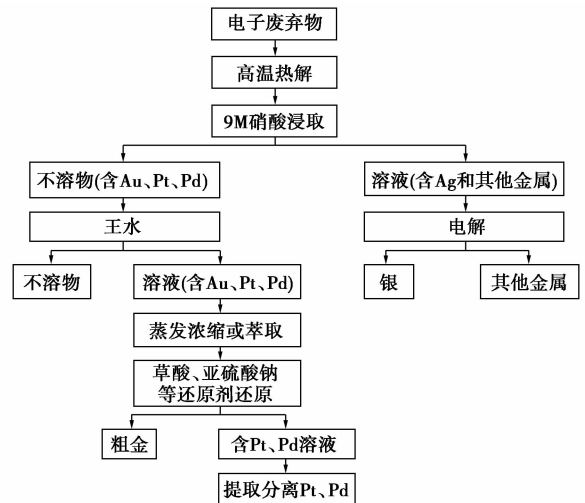 电子废弃物
高温热解
9M硝酸浸取
不溶物(含Au、Pt、Pd)
溶液(含Ag和其他金属)
王水
电解
不溶物
溶液(含Au、Pt、Pd)
银
其他金属
蒸发浓缩或萃取
草酸、亚硫酸钠
等还原剂还原
粗金
含Pt、Pd溶液
提取分离Pt、Pd